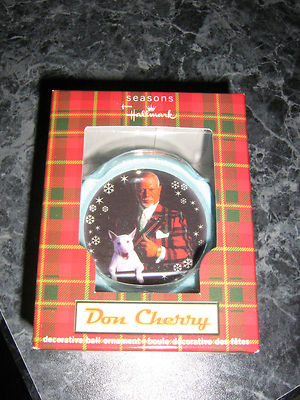 seasons
Hallmark
Don Cherry
decorative ball ornament • boule décorative des fêtes